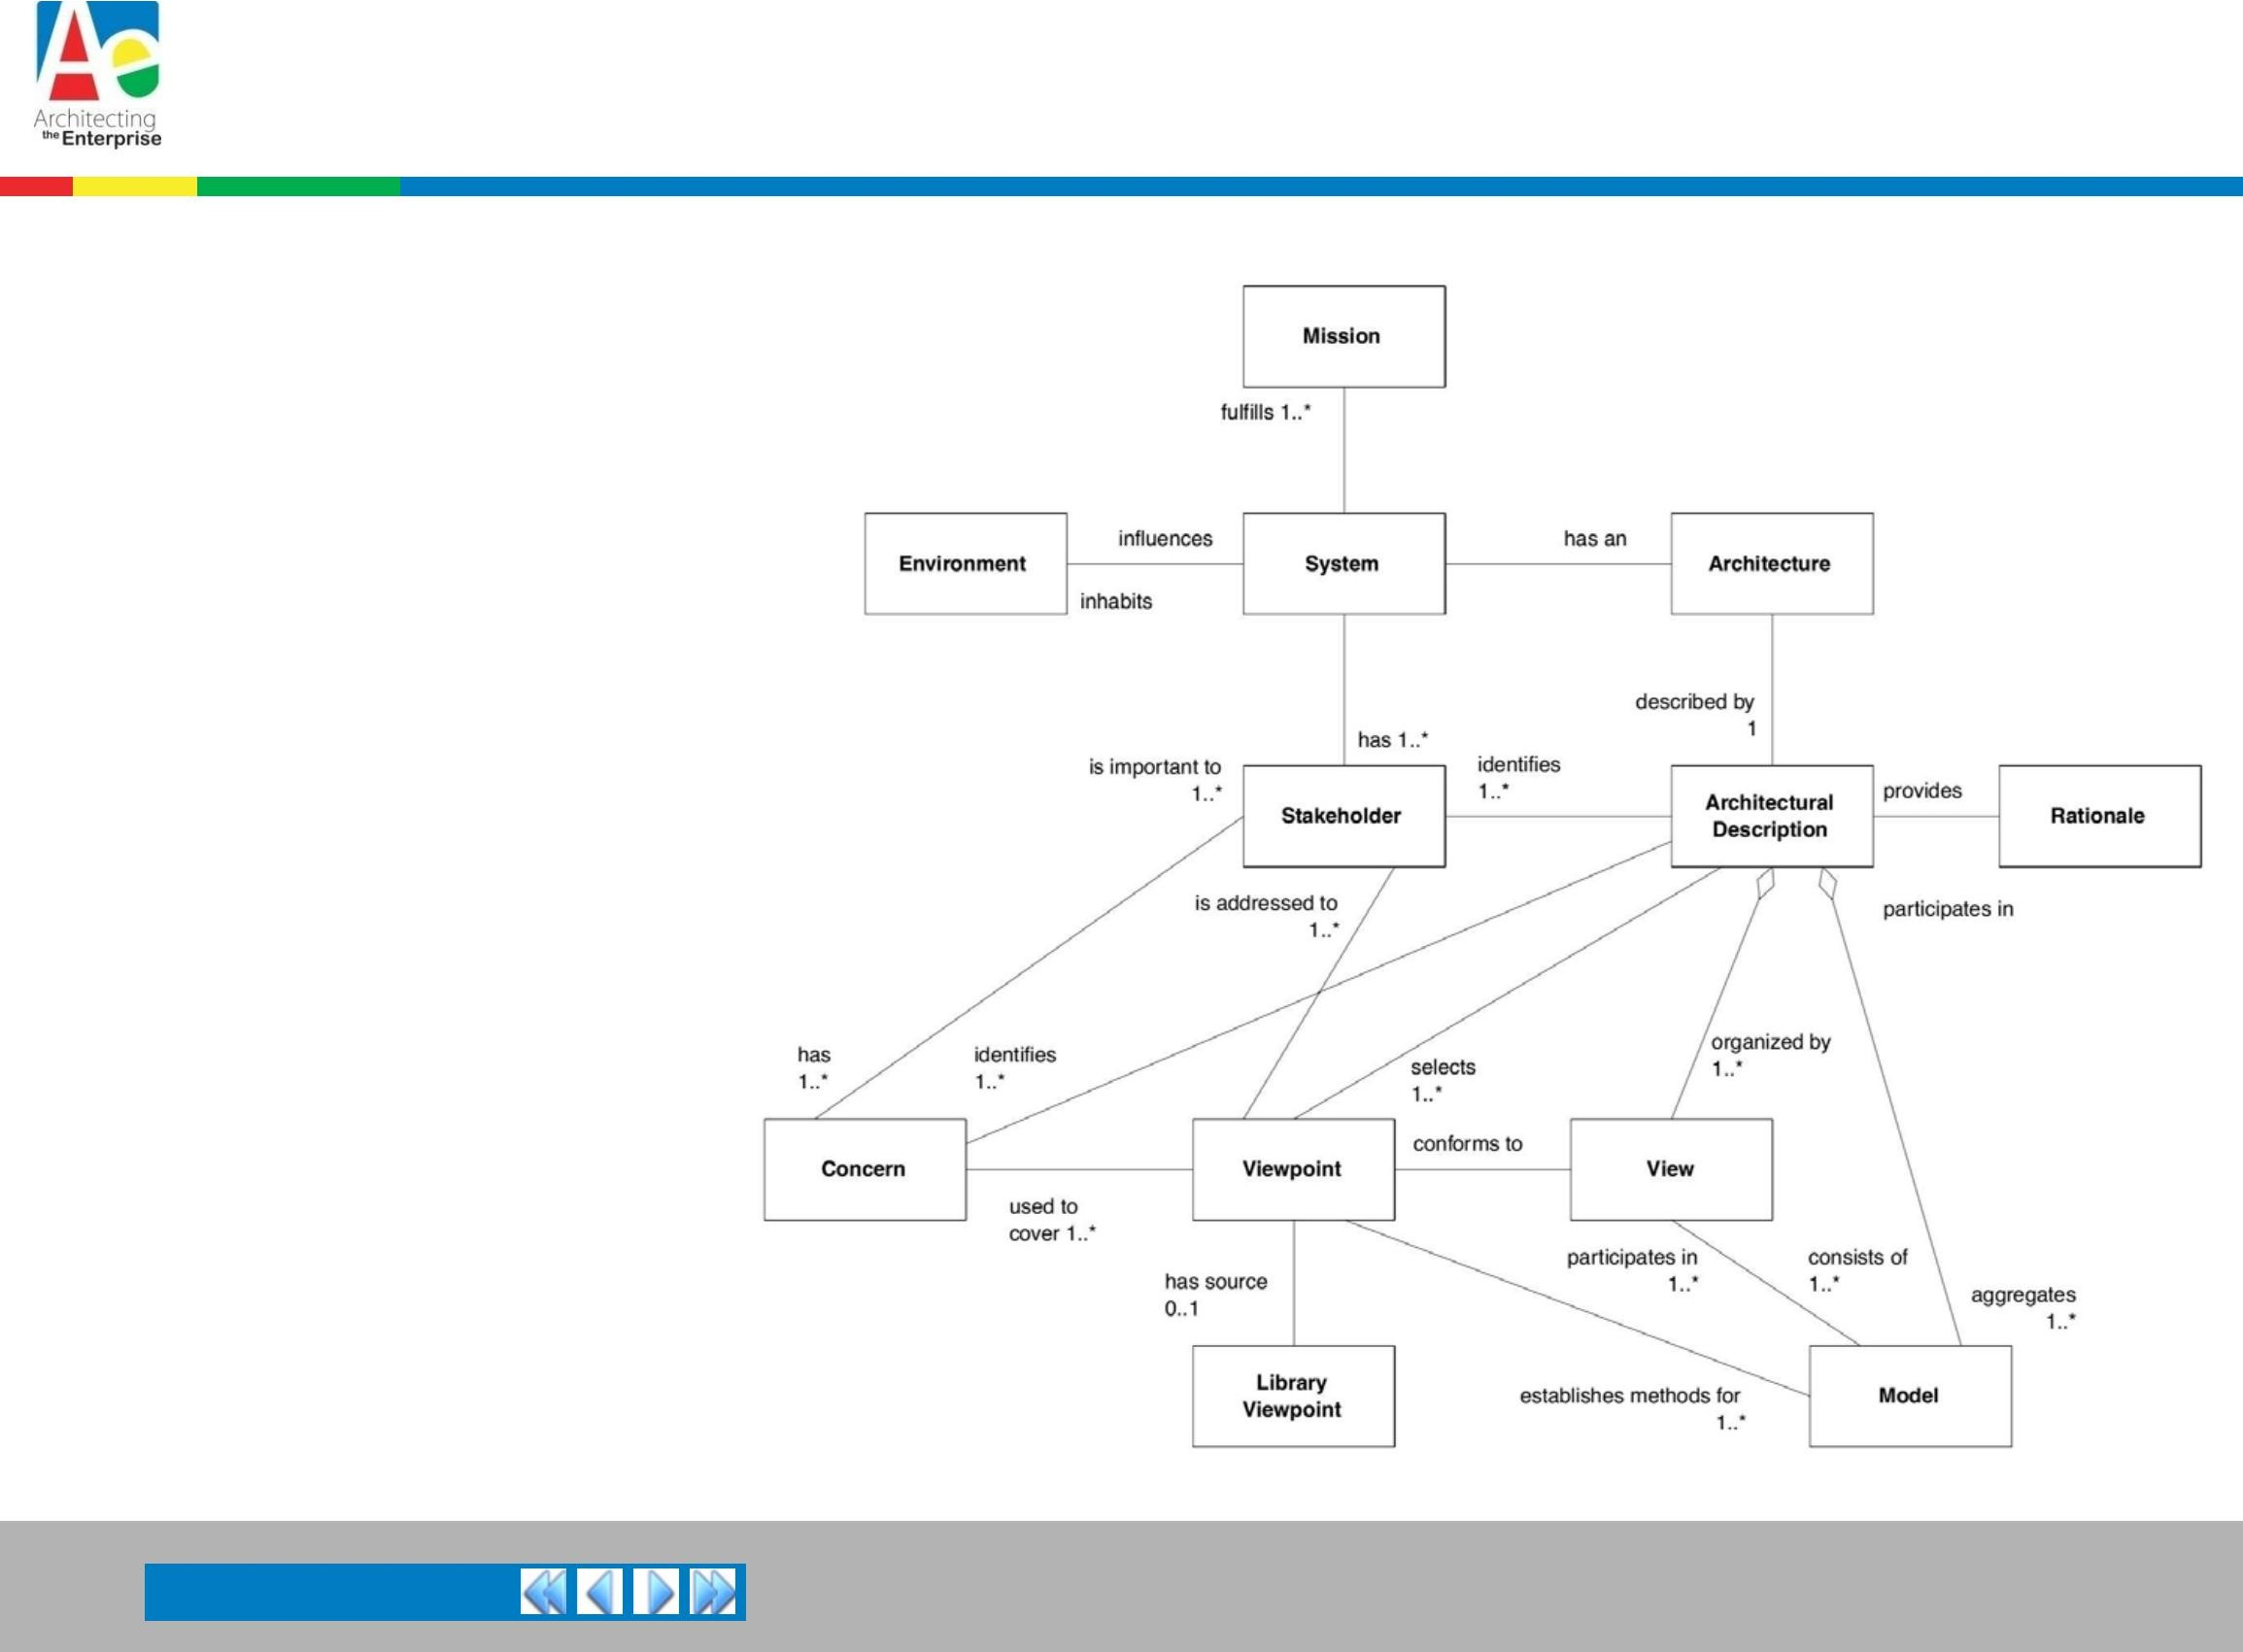 Ae
Architecting
the Enterprise
Mission
fulfills 1..*
influences
has an
Environment
System
Architecture
inhabits
described by
1
has 1..*
is important to
1..*
identifies
1..*
Stakeholder
Architectural
Description
provides
Rationale
is addressed to
1..*
participates in
has
1..*
identifies
1..*
selects
1..*
organized by
1..*
conforms to
Concern
Viewpoint
View
used to
cover 1..*
participates in
1..*
consists of
1..*
has source
0..1
aggregates
1..*
Library
Viewpoint
establishes methods for
1..*
Model